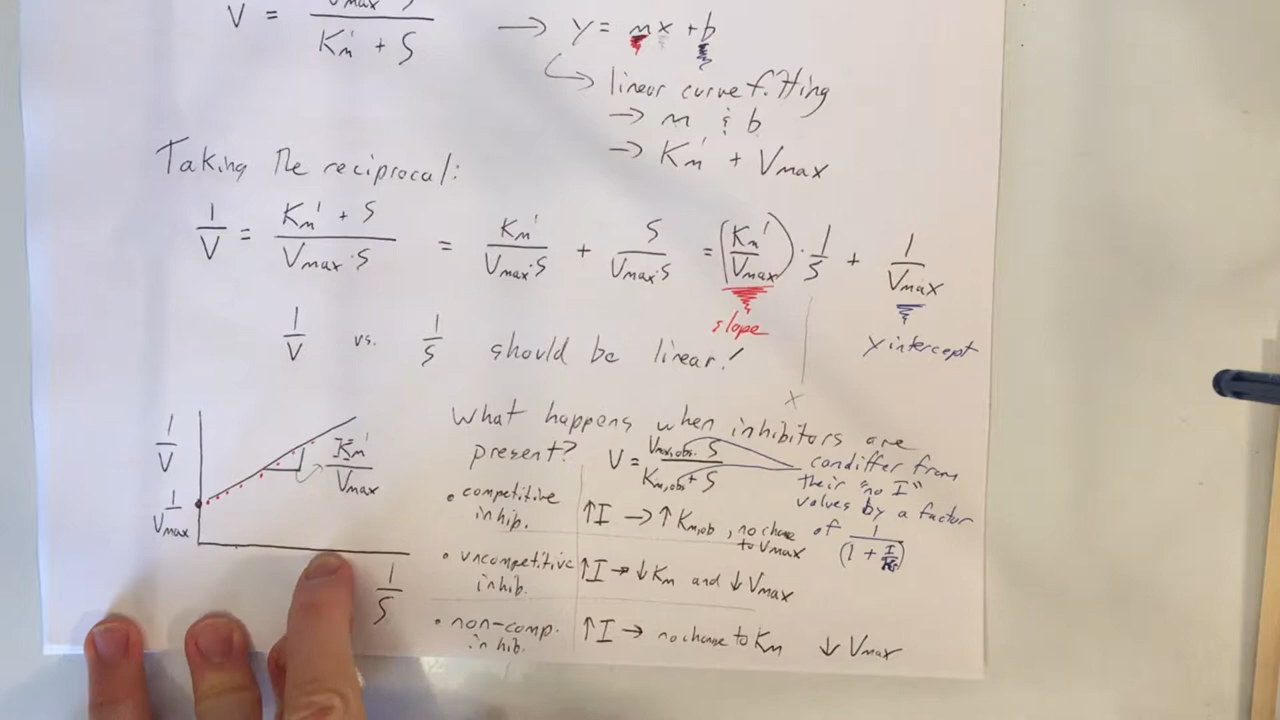 V = Vmax · S / Km' + S → y = mx + b
↳ linear curve fitting
→ m & b
→ Km' + Vmax
Taking the reciprocal:
1/V = Km' + S / Vmax·S = Km' / Vmax·S + S / Vmax·S = (Km' / Vmax) · 1/S + 1/Vmax
slope
y intercept
1/V vs. 1/S should be linear!
x
1/V
Km' / Vmax
1/Vmax
1/S
What happens when inhibitors are
present? V = Vmax,obs. S / Km,obs + S
can differ from
their "no I"
values by a factor
of 1 / (1 + I/KI)
• competitive
inhib.
↑I → ↑Km,ob, no chane
to Vmax
• uncompetitive
inhib.
↑I → ↓Km and ↓Vmax
• non-comp.
inhib.
↑I → no chane to Km ↓Vmax